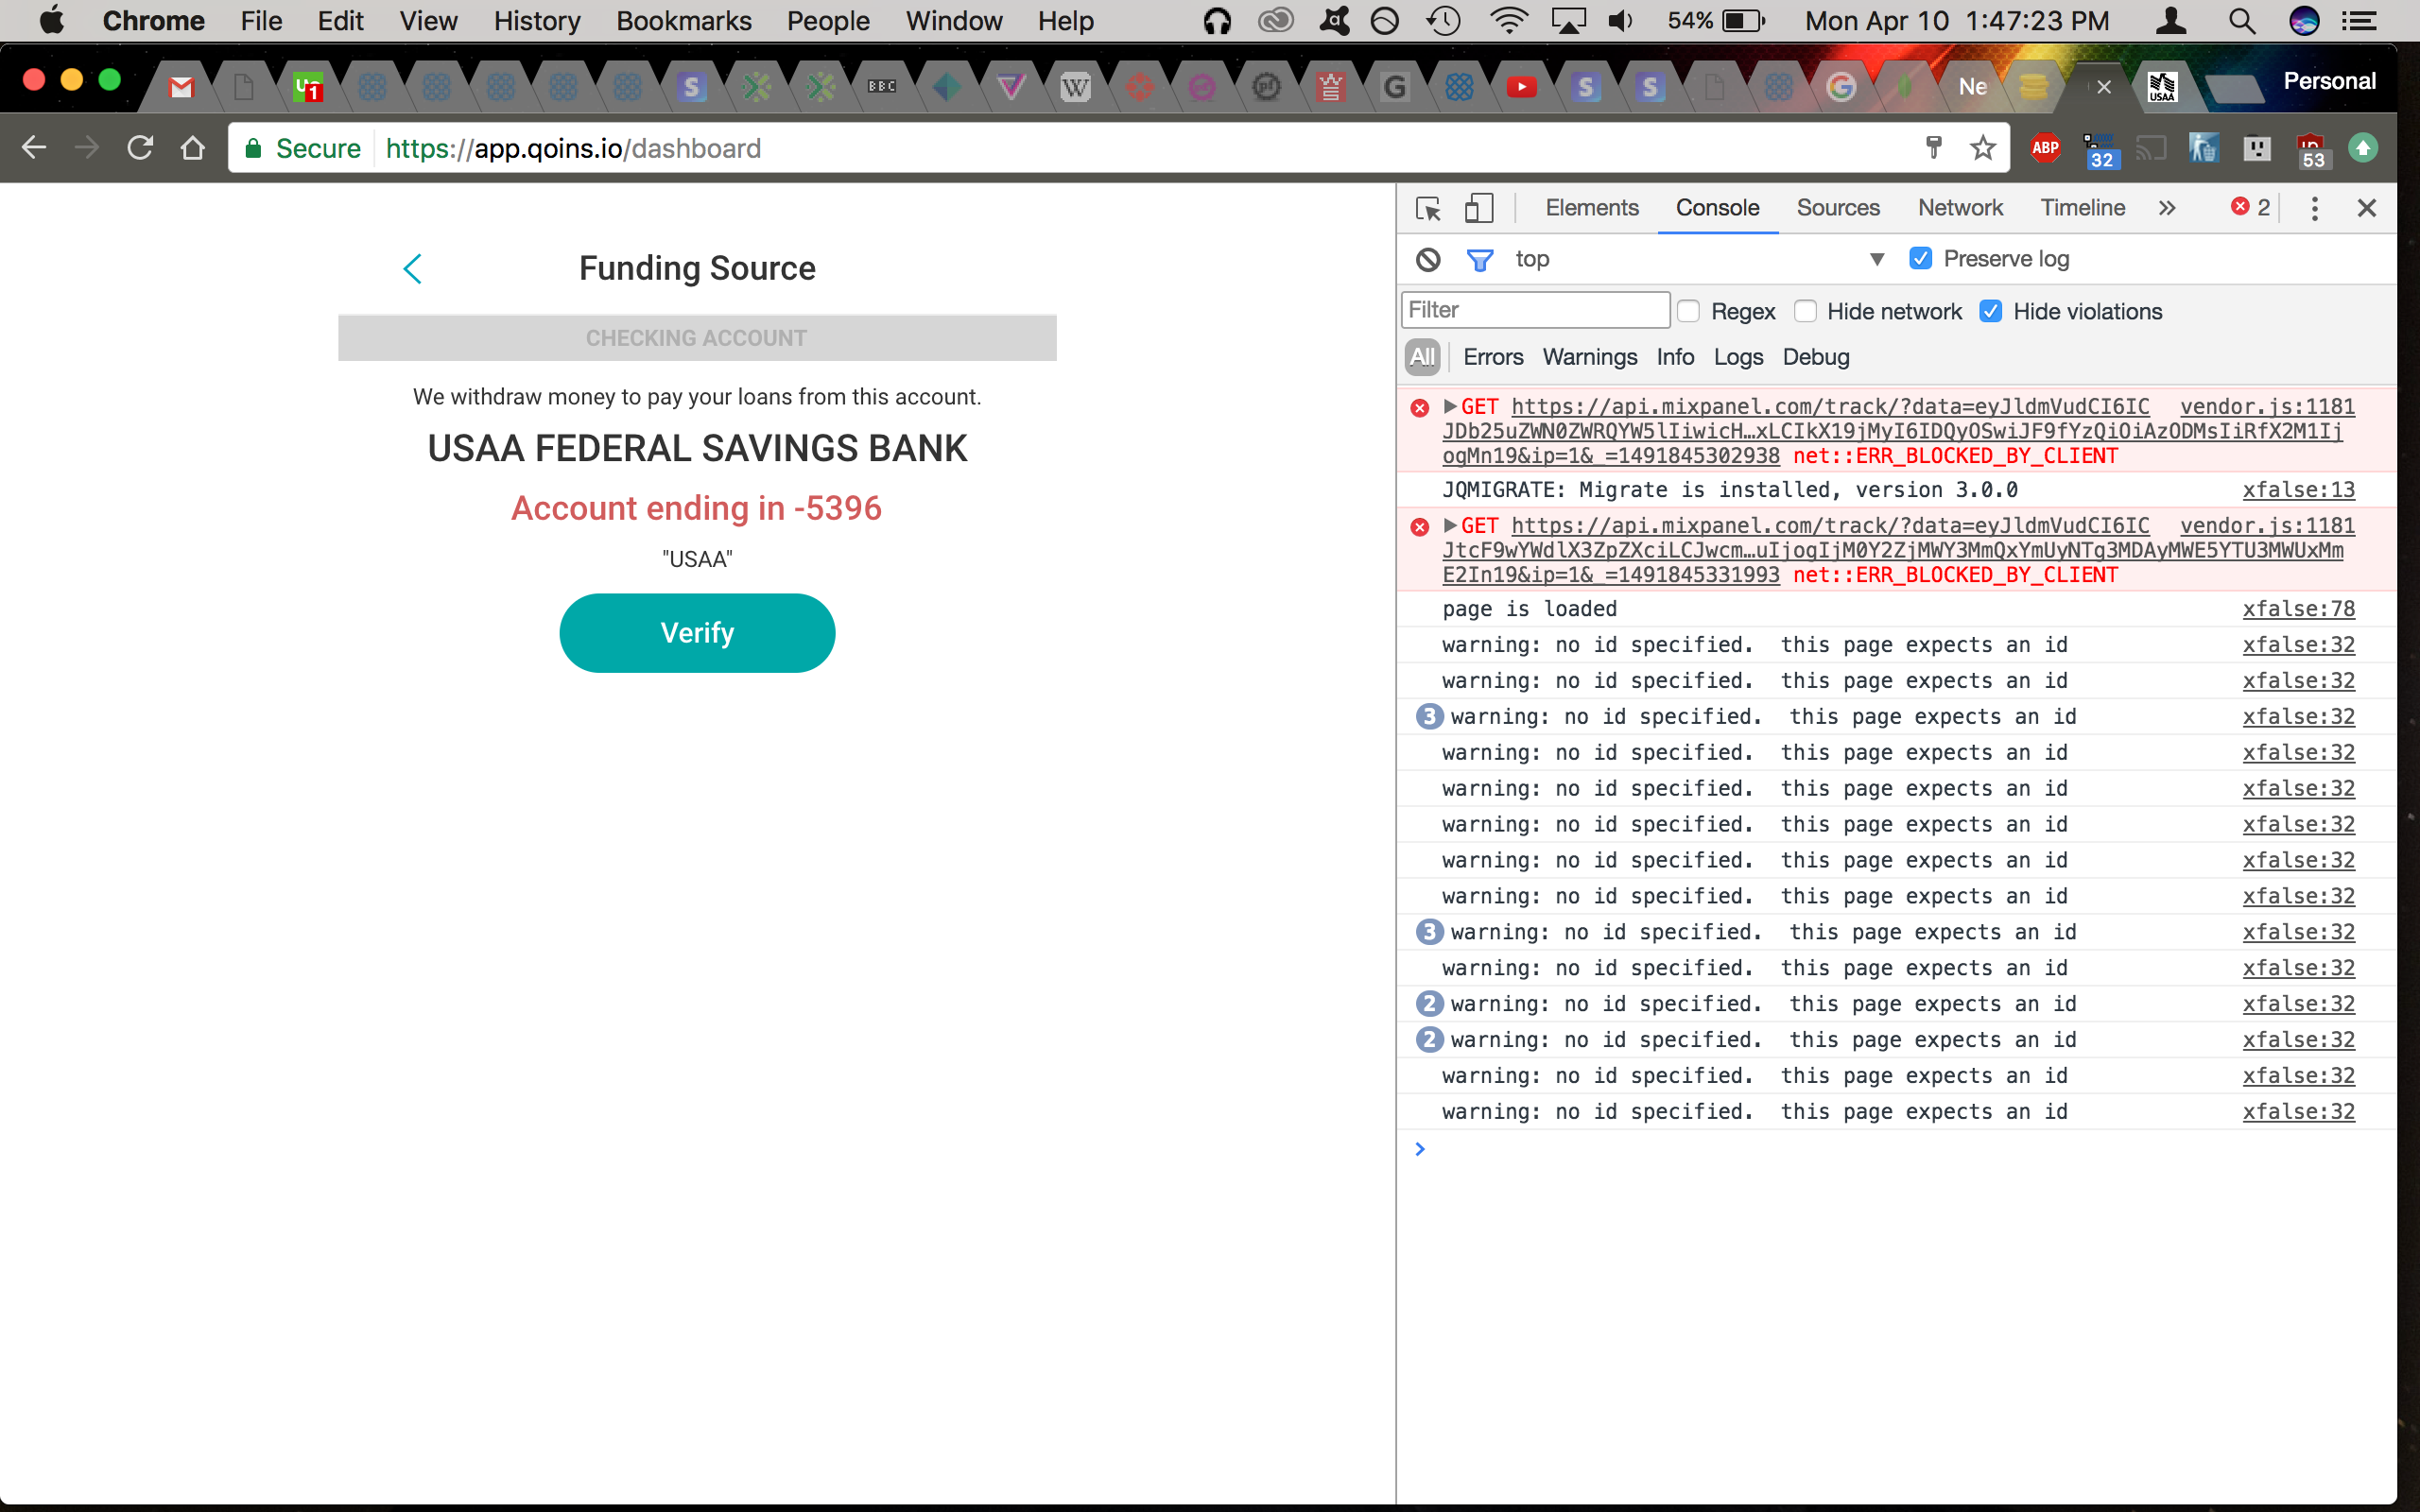 Chrome File Edit View History Bookmarks People Window Help 54% Mon Apr 10 1:47:23 PM
1 BBC W G Ne USAA Personal
Secure https://app.qoins.io/dashboard ABP 32 53
Funding Source
CHECKING ACCOUNT
We withdraw money to pay your loans from this account.
USAA FEDERAL SAVINGS BANK
Account ending in -5396
"USAA"
Verify
Elements Console Sources Network Timeline 2
top Preserve log
Filter Regex Hide network Hide violations
All Errors Warnings Info Logs Debug
GET https://api.mixpanel.com/track/?data=eyJldmVudCI6IC vendor.js:1181
JDb25uZWN0ZWRQYW5lIiwicH…xLCIkX19jMyI6IDQyOSwiJF9fYzQiOiAzODMsIiRfX2M1Ij
ogMn19&ip=1&_=1491845302938 net::ERR_BLOCKED_BY_CLIENT
JQMIGRATE: Migrate is installed, version 3.0.0 xfalse:13
GET https://api.mixpanel.com/track/?data=eyJldmVudCI6IC vendor.js:1181
JtcF9wYWdlX3ZpZXciLCJwcm…uIjogIjM0Y2ZjMWY3MmQxYmUyNTg3MDAyMWE5YTU3MWUxMm
E2In19&ip=1&_=1491845331993 net::ERR_BLOCKED_BY_CLIENT
page is loaded xfalse:78
warning: no id specified.  this page expects an id xfalse:32
warning: no id specified.  this page expects an id xfalse:32
3 warning: no id specified.  this page expects an id xfalse:32
warning: no id specified.  this page expects an id xfalse:32
warning: no id specified.  this page expects an id xfalse:32
warning: no id specified.  this page expects an id xfalse:32
warning: no id specified.  this page expects an id xfalse:32
warning: no id specified.  this page expects an id xfalse:32
3 warning: no id specified.  this page expects an id xfalse:32
warning: no id specified.  this page expects an id xfalse:32
2 warning: no id specified.  this page expects an id xfalse:32
2 warning: no id specified.  this page expects an id xfalse:32
warning: no id specified.  this page expects an id xfalse:32
warning: no id specified.  this page expects an id xfalse:32